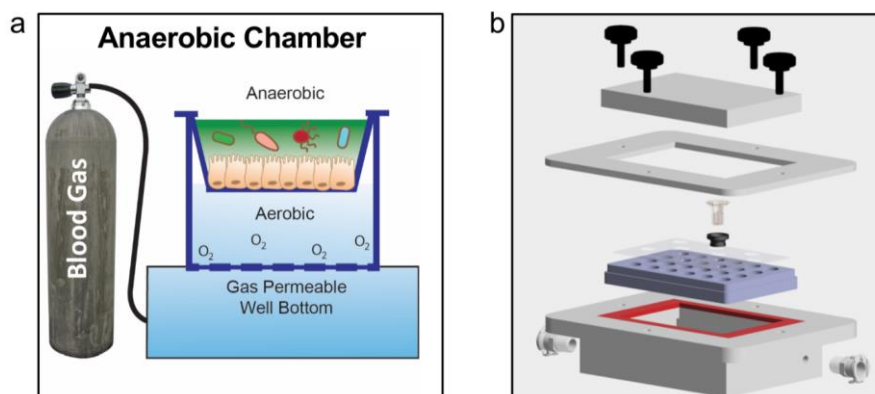 a
Anaerobic Chamber
Blood Gas
Anaerobic
Aerobic
O2 O2 O2 O2
Gas Permeable
Well Bottom
b